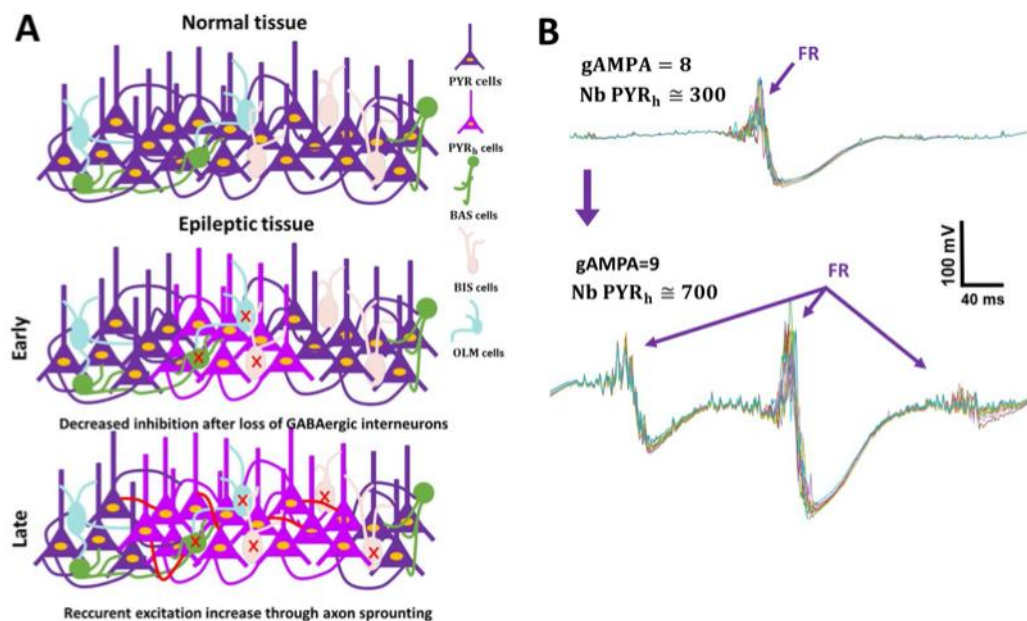 A
Normal tissue
PYR cells
PYRh cells
BAS cells
BIS cells
OLM cells
Epileptic tissue
Early
Decreased inhibition after loss of GABAergic interneurons
Late
Reccurent excitation increase through axon sprounting
B
gAMPA = 8
Nb PYRh ≅ 300
FR
gAMPA=9
Nb PYRh ≅ 700
FR
100 mV
40 ms